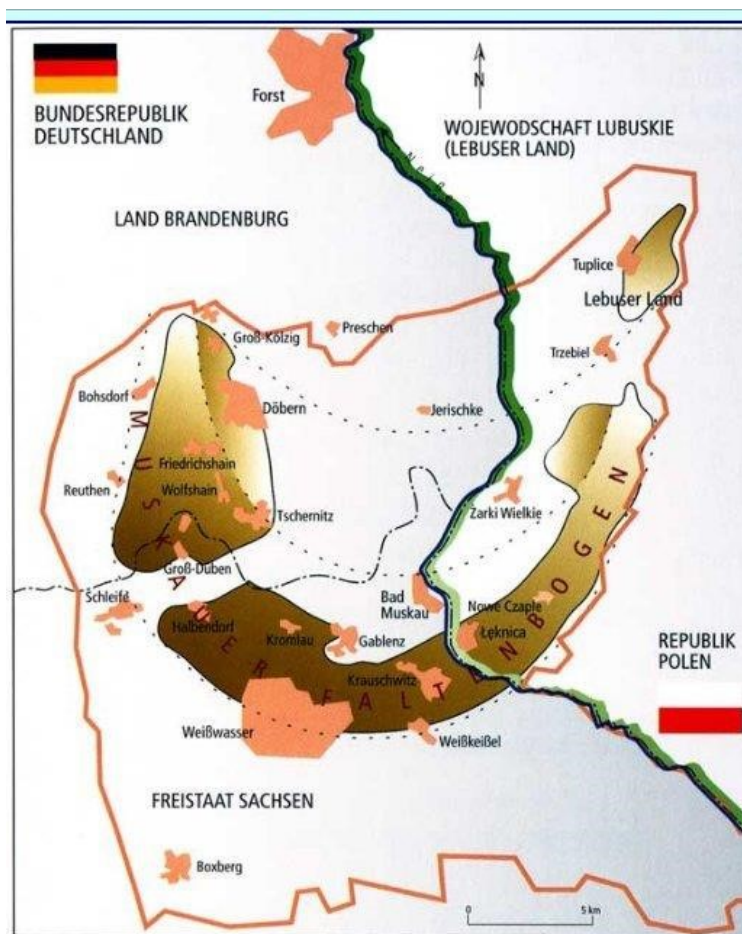 BUNDESREPUBLIK
DEUTSCHLAND
Forst
N
WOJEWODSCHAFT LUBUSKIE
(LEBUSER LAND)
Neiße
LAND BRANDENBURG
Tuplice
Lebuser Land
Groß-Kölzig
Preschen
Trzebiel
Bohsdorf
Döbern
Jerischke
Friedrichshain
Reuthen
Wolfshain
Tschernitz
Zarki Wielkie
Groß-Düben
Schleife
Bad
Muskau
Nowe Czaple
Halbendorf
Kromlau
Gablenz
Łęknica
MUSKAUER FALTENBOGEN
REPUBLIK
POLEN
Krauschwitz
Weißwasser
Weißkeißel
FREISTAAT SACHSEN
Boxberg
0
5 km